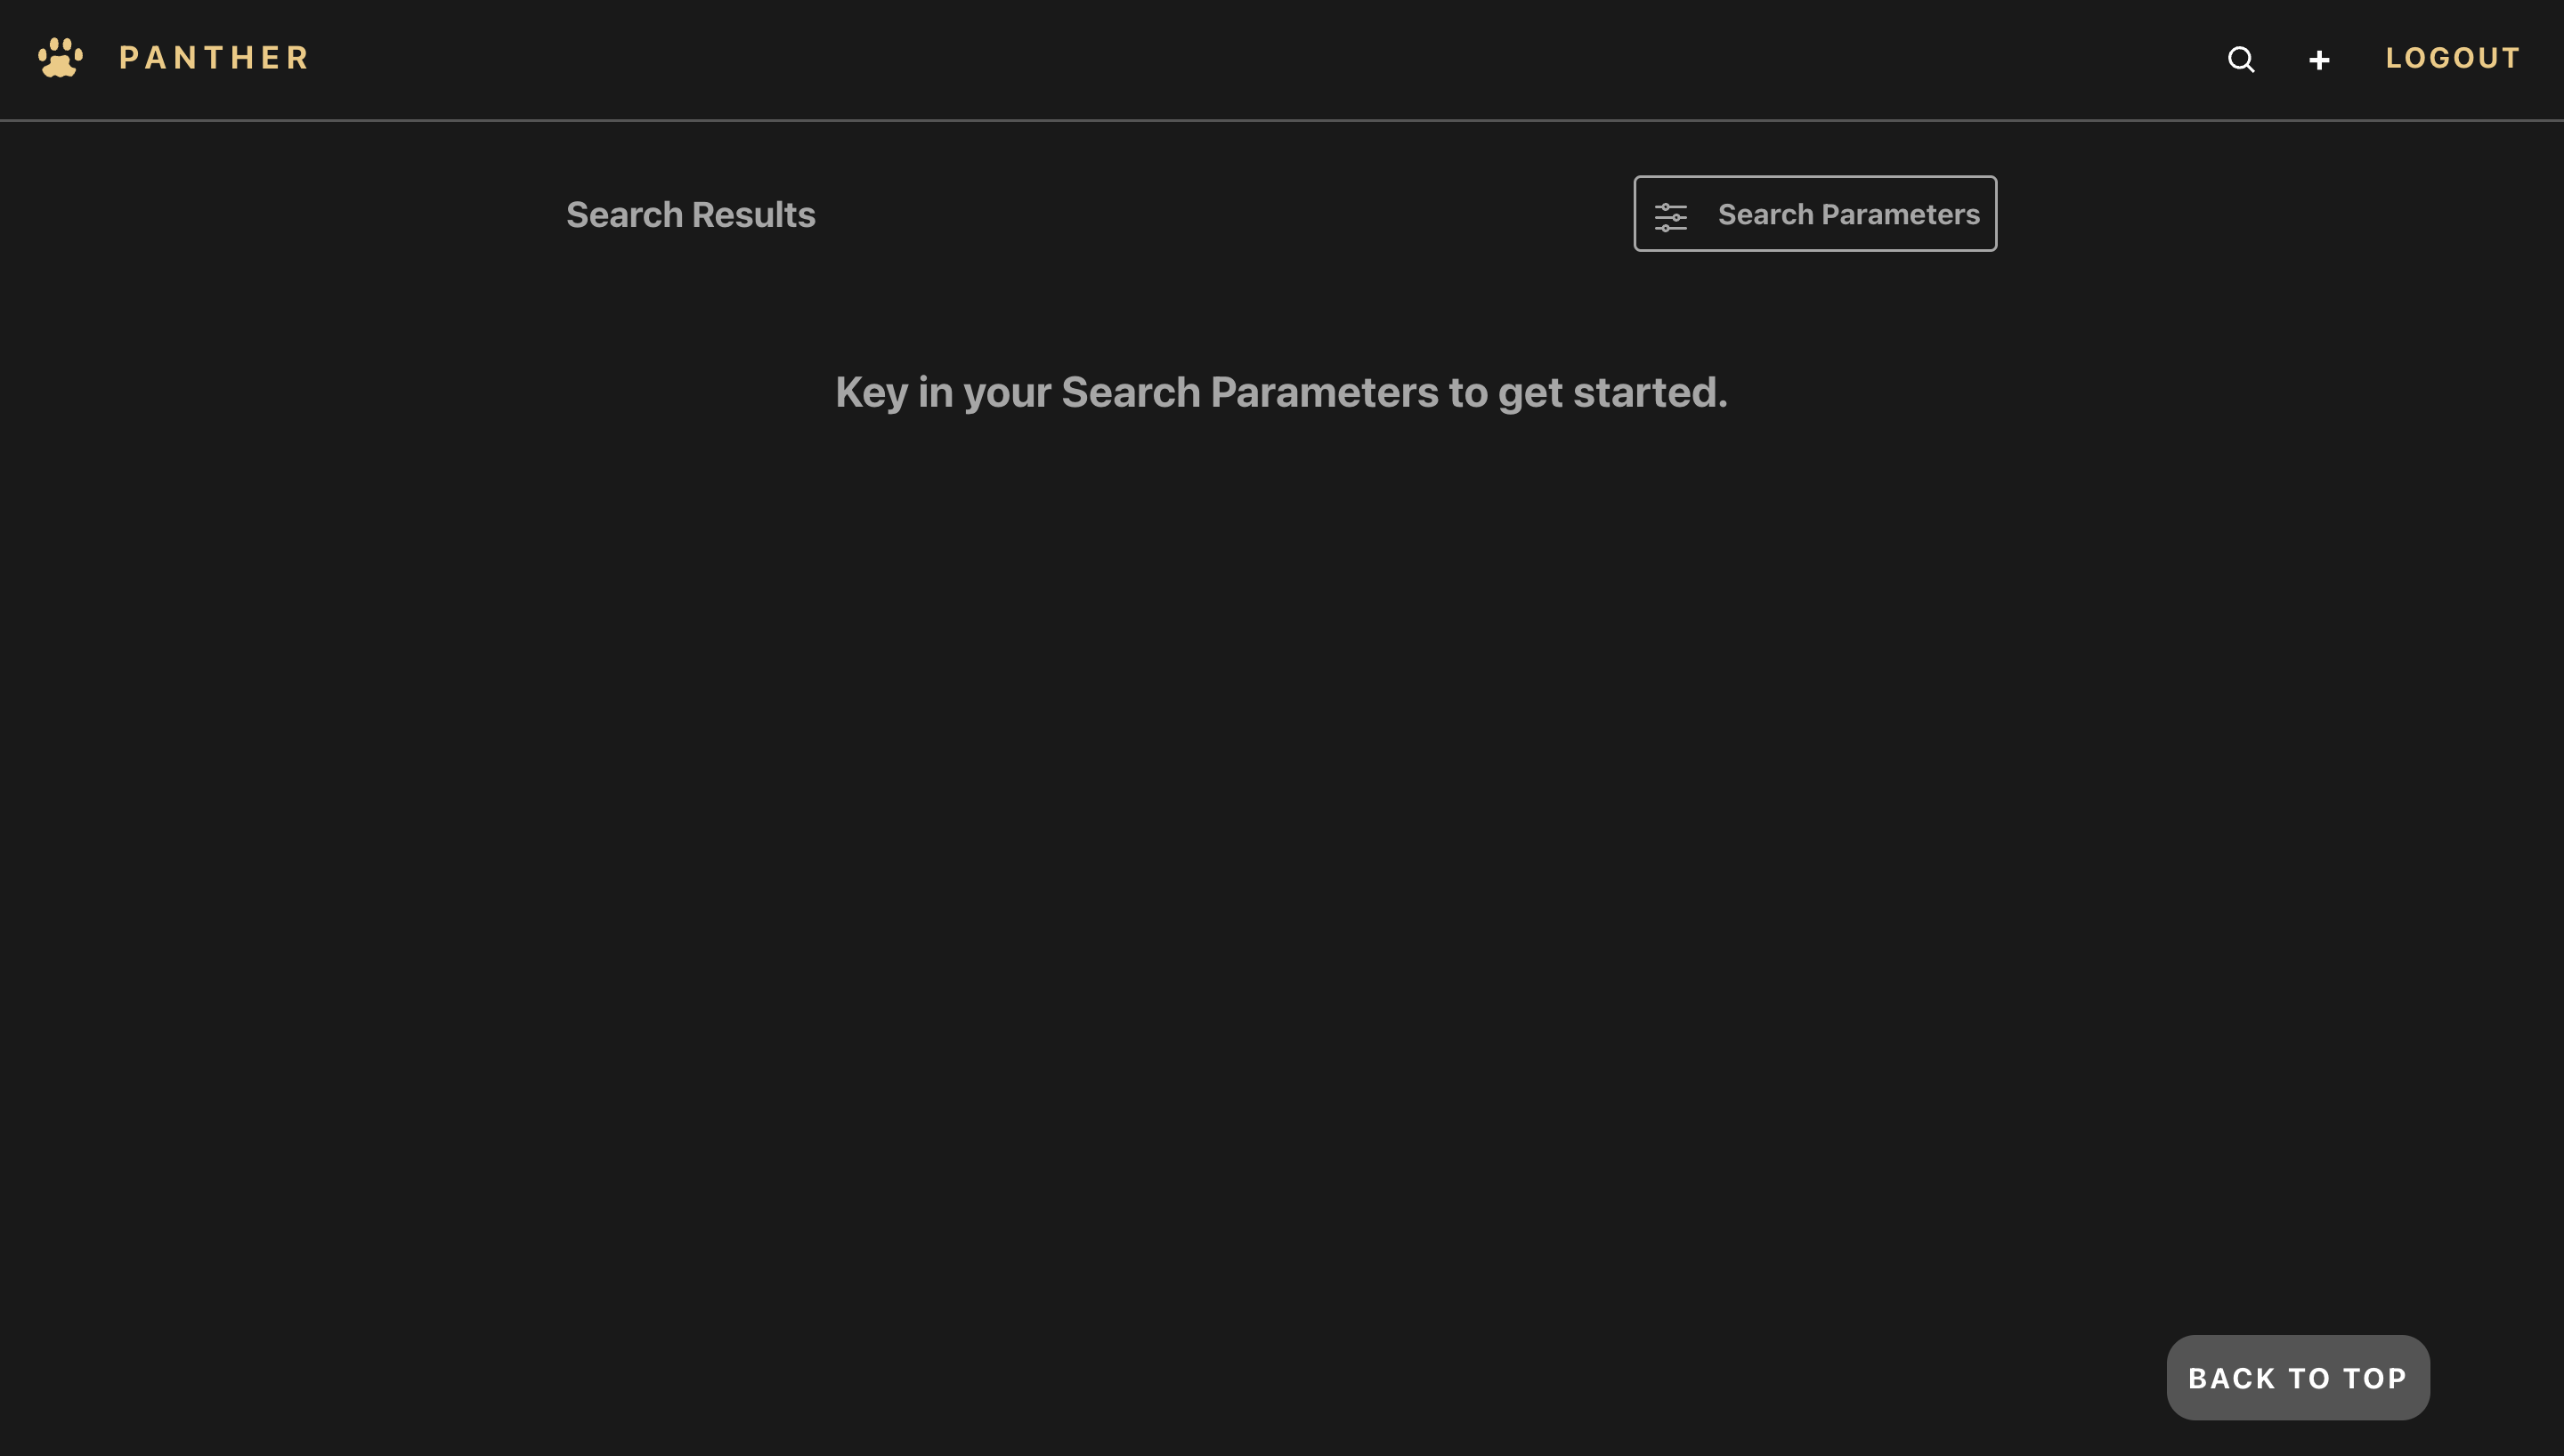 PANTHER
LOGOUT
Search Results
Search Parameters
Key in your Search Parameters to get started.
BACK TO TOP